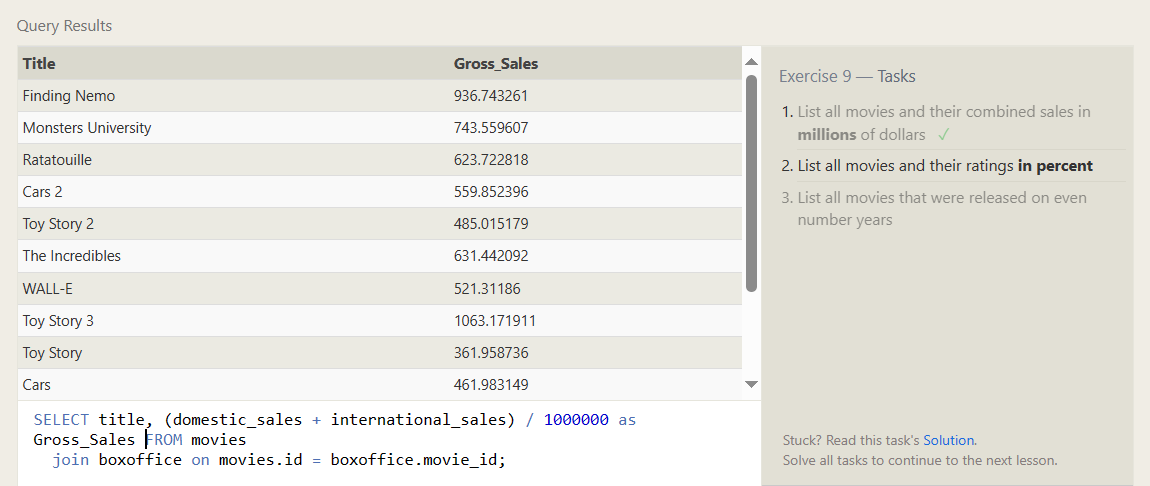 Query Results
Title Gross_Sales
Finding Nemo 936.743261
Monsters University 743.559607
Ratatouille 623.722818
Cars 2 559.852396
Toy Story 2 485.015179
The Incredibles 631.442092
WALL-E 521.31186
Toy Story 3 1063.171911
Toy Story 361.958736
Cars 461.983149
SELECT title, (domestic_sales + international_sales) / 1000000 as
Gross_Sales FROM movies
join boxoffice on movies.id = boxoffice.movie_id;
Exercise 9 — Tasks
1. List all movies and their combined sales in
millions of dollars ✓
2. List all movies and their ratings in percent
3. List all movies that were released on even
number years
Stuck? Read this task's Solution.
Solve all tasks to continue to the next lesson.